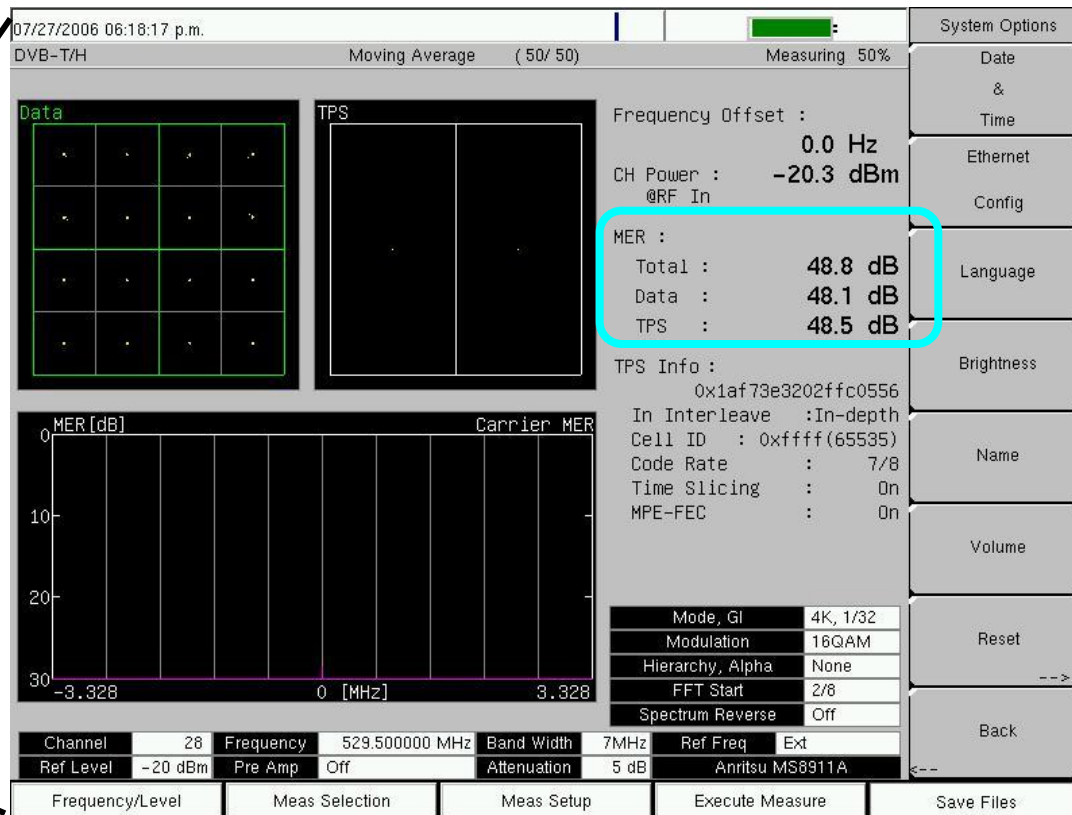 07/27/2006 06:18:17 p.m.
System Options
DVB-T/H Moving Average ( 50/ 50) Measuring 50%
Date
&
Time
Data
TPS
Frequency Offset :
0.0 Hz
CH Power : -20.3 dBm
@RF In
Ethernet
Config
MER :
Total : 48.8 dB
Data : 48.1 dB
TPS : 48.5 dB
Language
TPS Info :
0x1af73e3202ffc0556
In Interleave :In-depth
Cell ID : 0xffff(65535)
Code Rate : 7/8
Time Slicing : On
MPE-FEC : On
Brightness
Name
Volume
MER[dB] Carrier MER
0
10
20
30
-3.328 0 [MHz] 3.328
Mode, GI 4K, 1/32
Modulation 16QAM
Hierarchy, Alpha None
FFT Start 2/8
Spectrum Reverse Off
Reset
-->
Back
<--
Channel 28 Frequency 529.500000 MHz Band Width 7MHz Ref Freq Ext
Ref Level -20 dBm Pre Amp Off Attenuation 5 dB Anritsu MS8911A
Frequency/Level Meas Selection Meas Setup Execute Measure Save Files